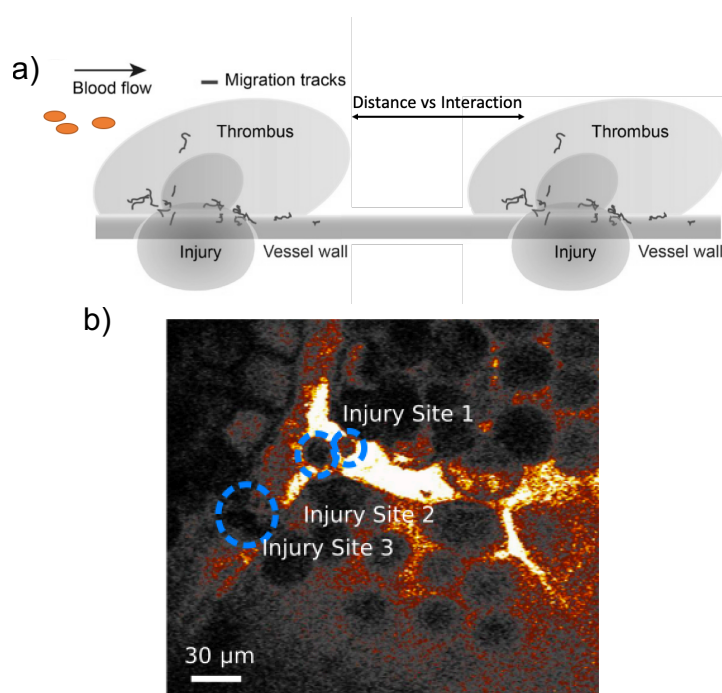 a)
Blood flow
Migration tracks
Distance vs Interaction
Thrombus
Thrombus
Injury
Vessel wall
Injury
Vessel wall
b)
Injury Site 1
Injury Site 2
Injury Site 3
30 µm